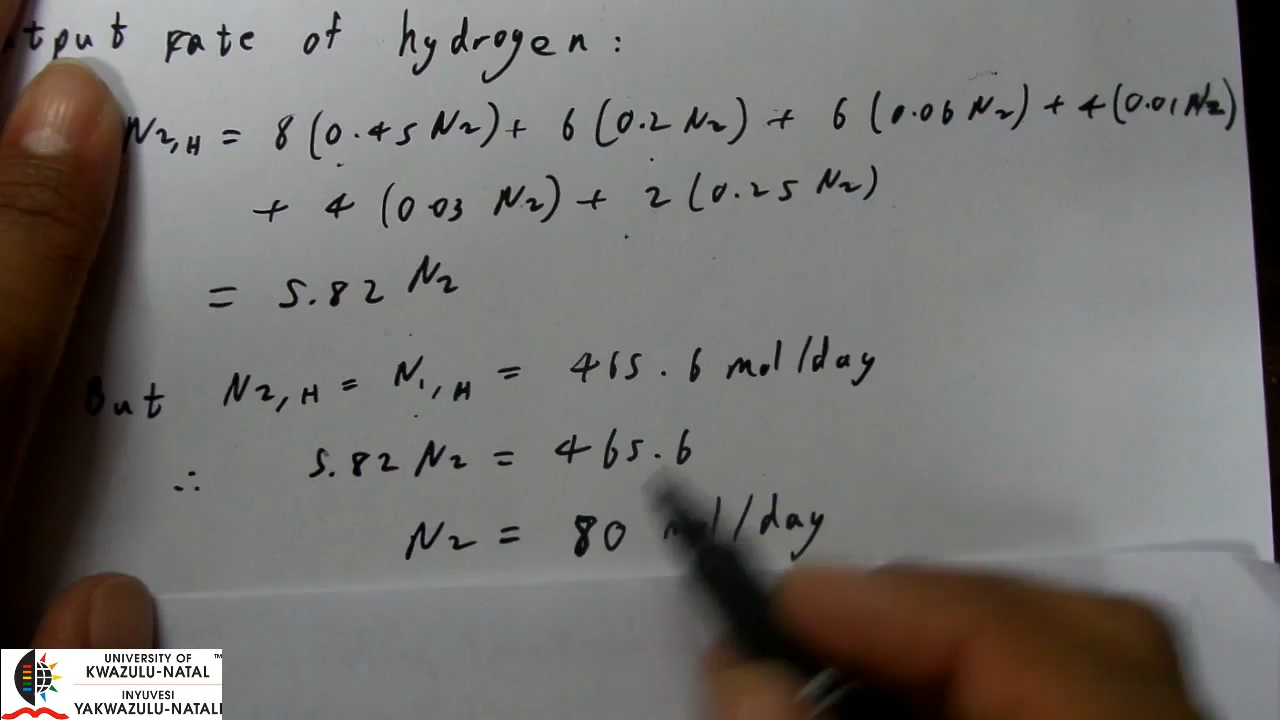 tput rate of hydrogen :
N2,H = 8 (0.45 N2) + 6 (0.2 N2) + 6 (0.06 N2) + 4 (0.01 N2)
+ 4 (0.03 N2) + 2 (0.25 N2)
= 5.82 N2
But N2,H = N1,H = 465.6 mol/day
∴ 5.82 N2 = 465.6
N2 = 80 mol/day
UNIVERSITY OF ™
KWAZULU-NATAL
INYUVESI
YAKWAZULU-NATALI